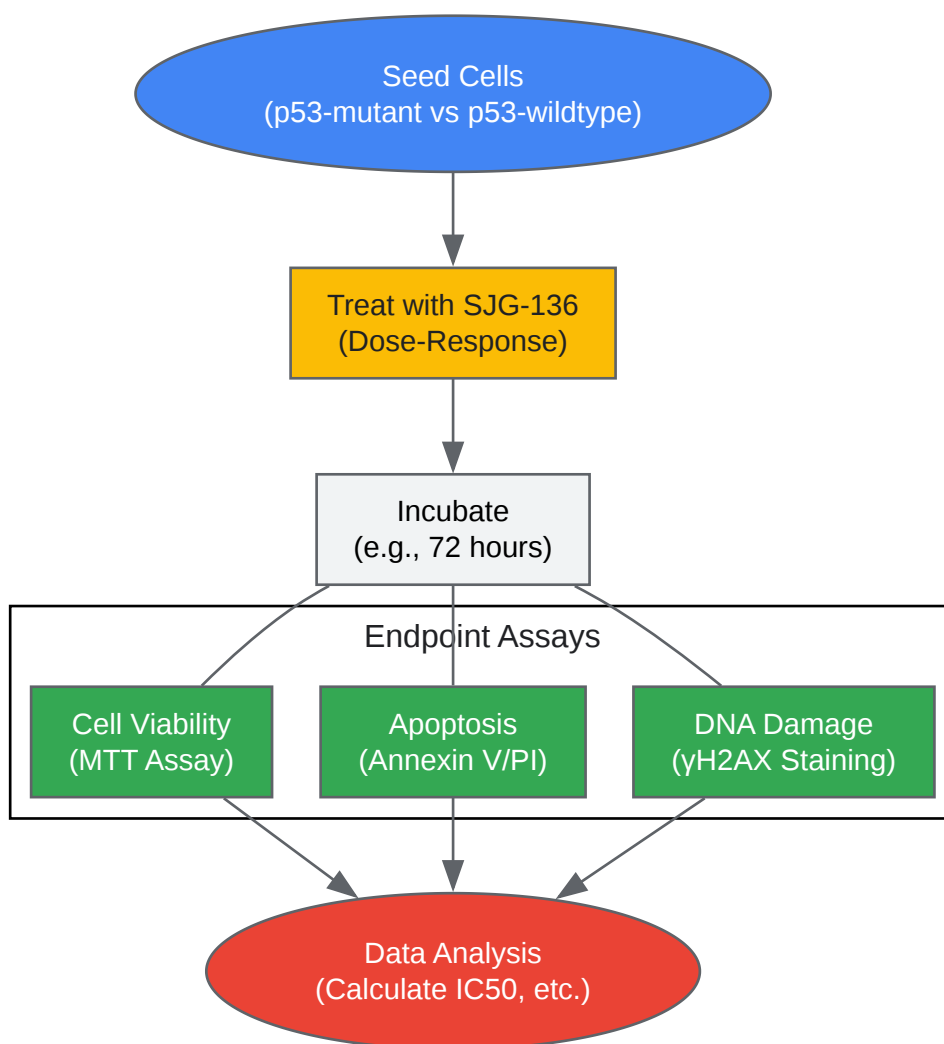 Seed Cells
(p53-mutant vs p53-wildtype)
Treat with SJG-136
(Dose-Response)
Incubate
(e.g., 72 hours)
Endpoint Assays
Cell Viability
(MTT Assay)
Apoptosis
(Annexin V/PI)
DNA Damage
(γH2AX Staining)
Data Analysis
(Calculate IC50, etc.)